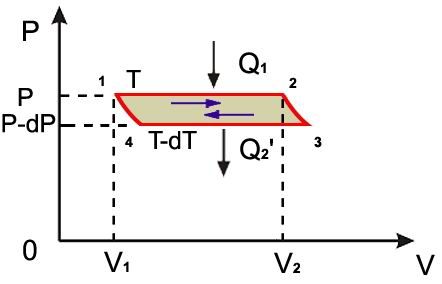 P
Q₁
1 T 2
P
P-dP
4 T-dT 3
Q₂'
0
V₁ V₂ V